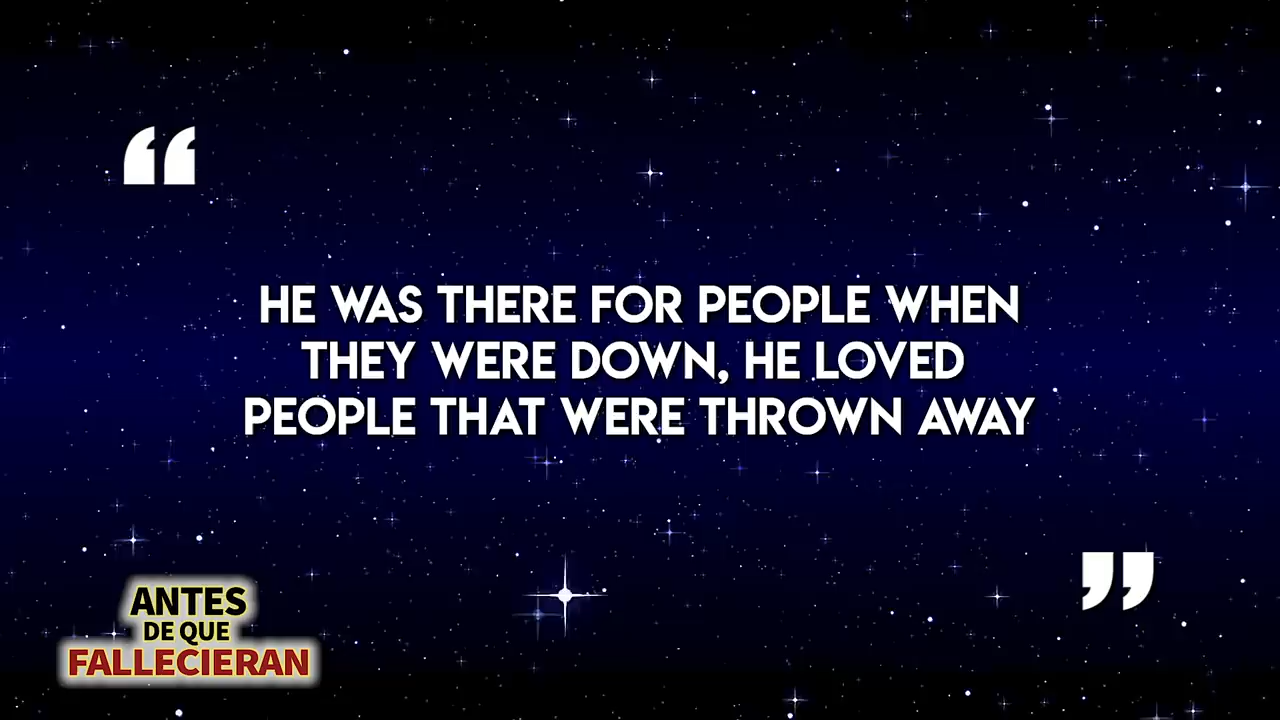 “
HE WAS THERE FOR PEOPLE WHEN
THEY WERE DOWN, HE LOVED
PEOPLE THAT WERE THROWN AWAY
”
ANTES
DE QUE
FALLECIERAN